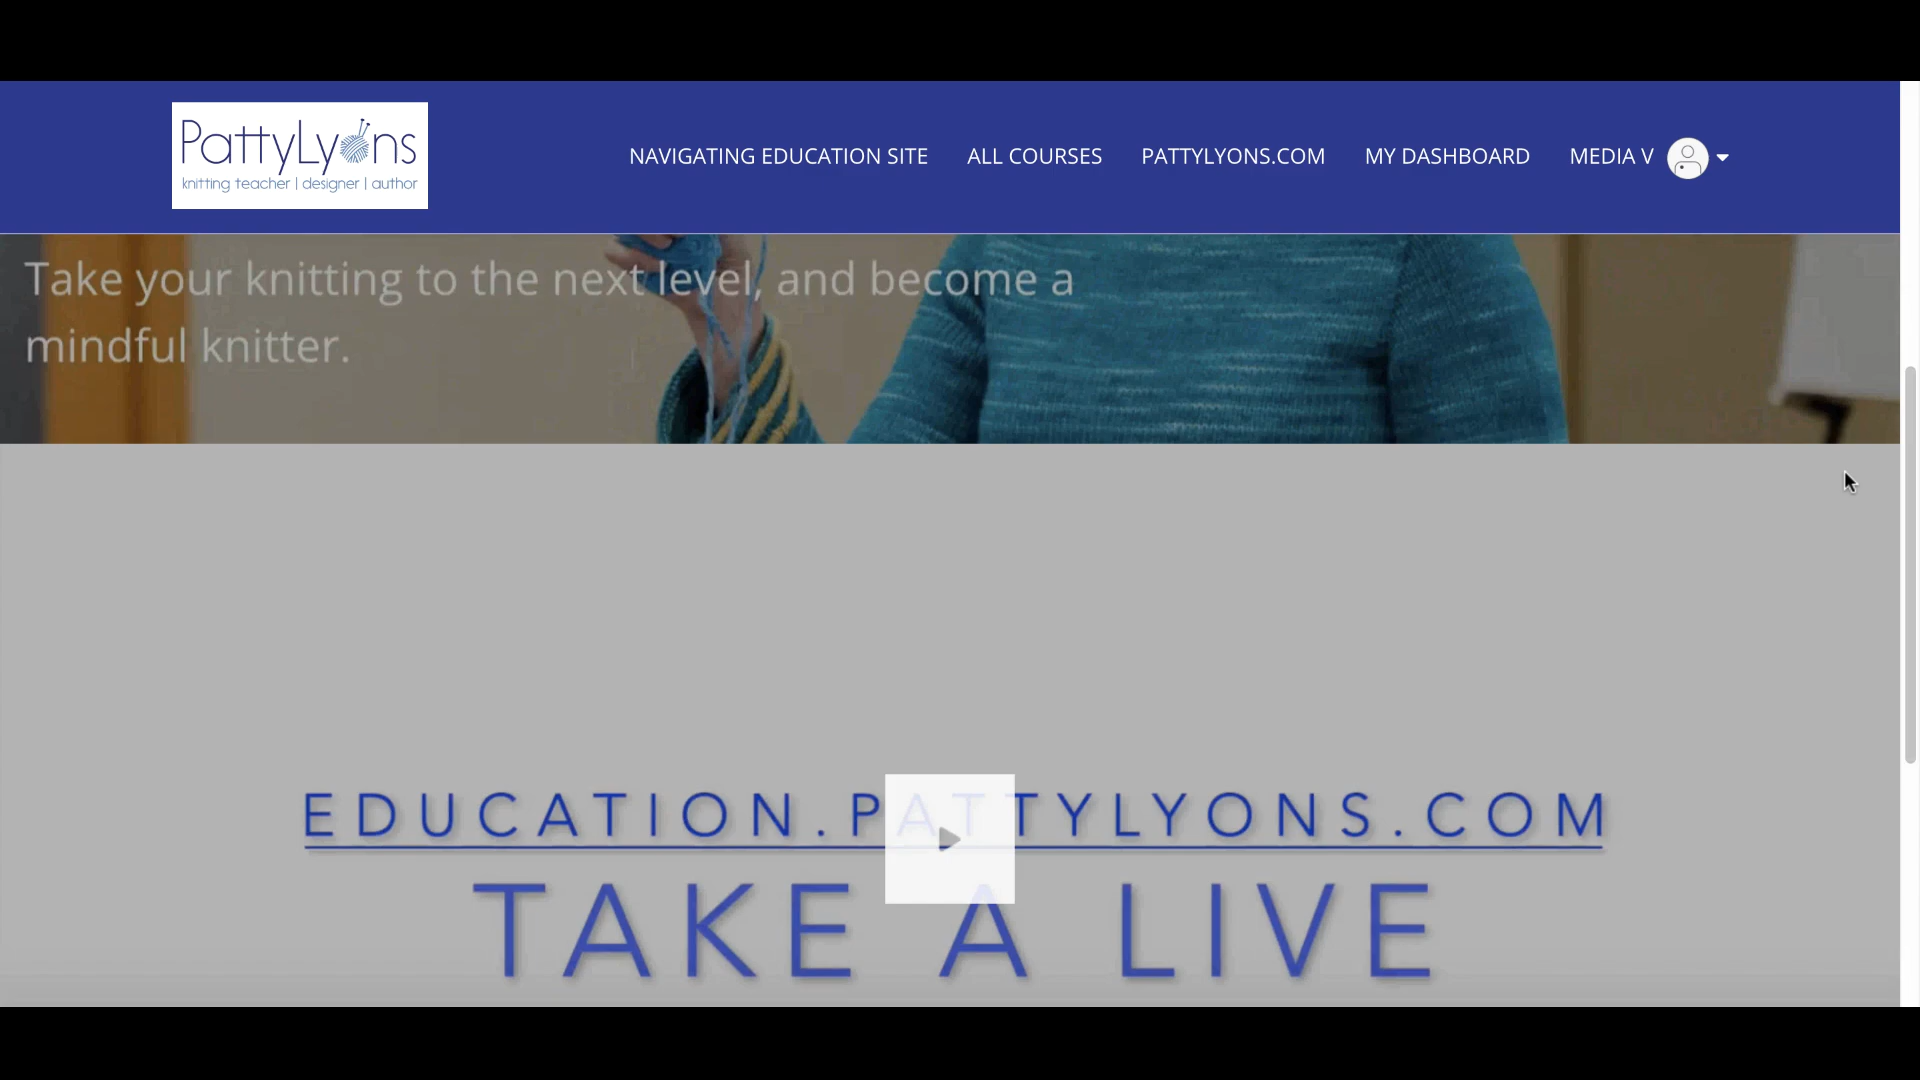 PattyLyons
knitting teacher | designer | author
NAVIGATING EDUCATION SITE
ALL COURSES
PATTYLYONS.COM
MY DASHBOARD
MEDIA V
Take your knitting to the next level, and become a
mindful knitter.
EDUCATION.PATTYLYONS.COM
TAKE A LIVE